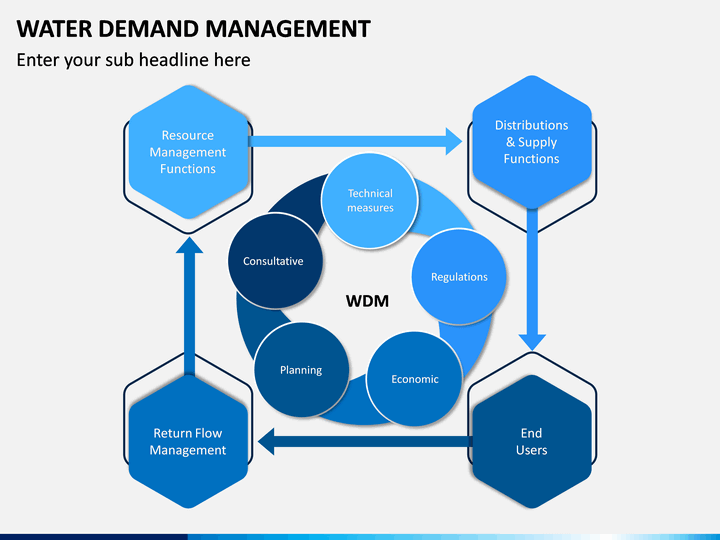 WATER DEMAND MANAGEMENT
Enter your sub headline here
Resource
Management
Functions
Distributions
& Supply
Functions
Technical
measures
Consultative
Regulations
WDM
Planning
Economic
Return Flow
Management
End
Users